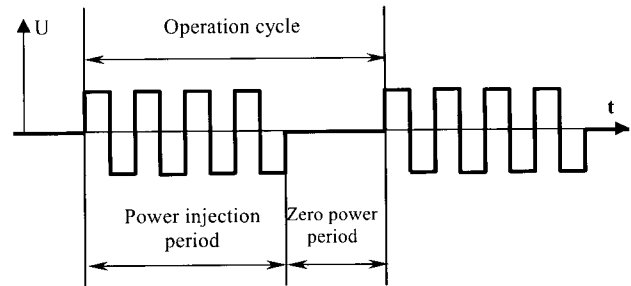 U
Operation cycle
t
Power injection
period
Zero power
period